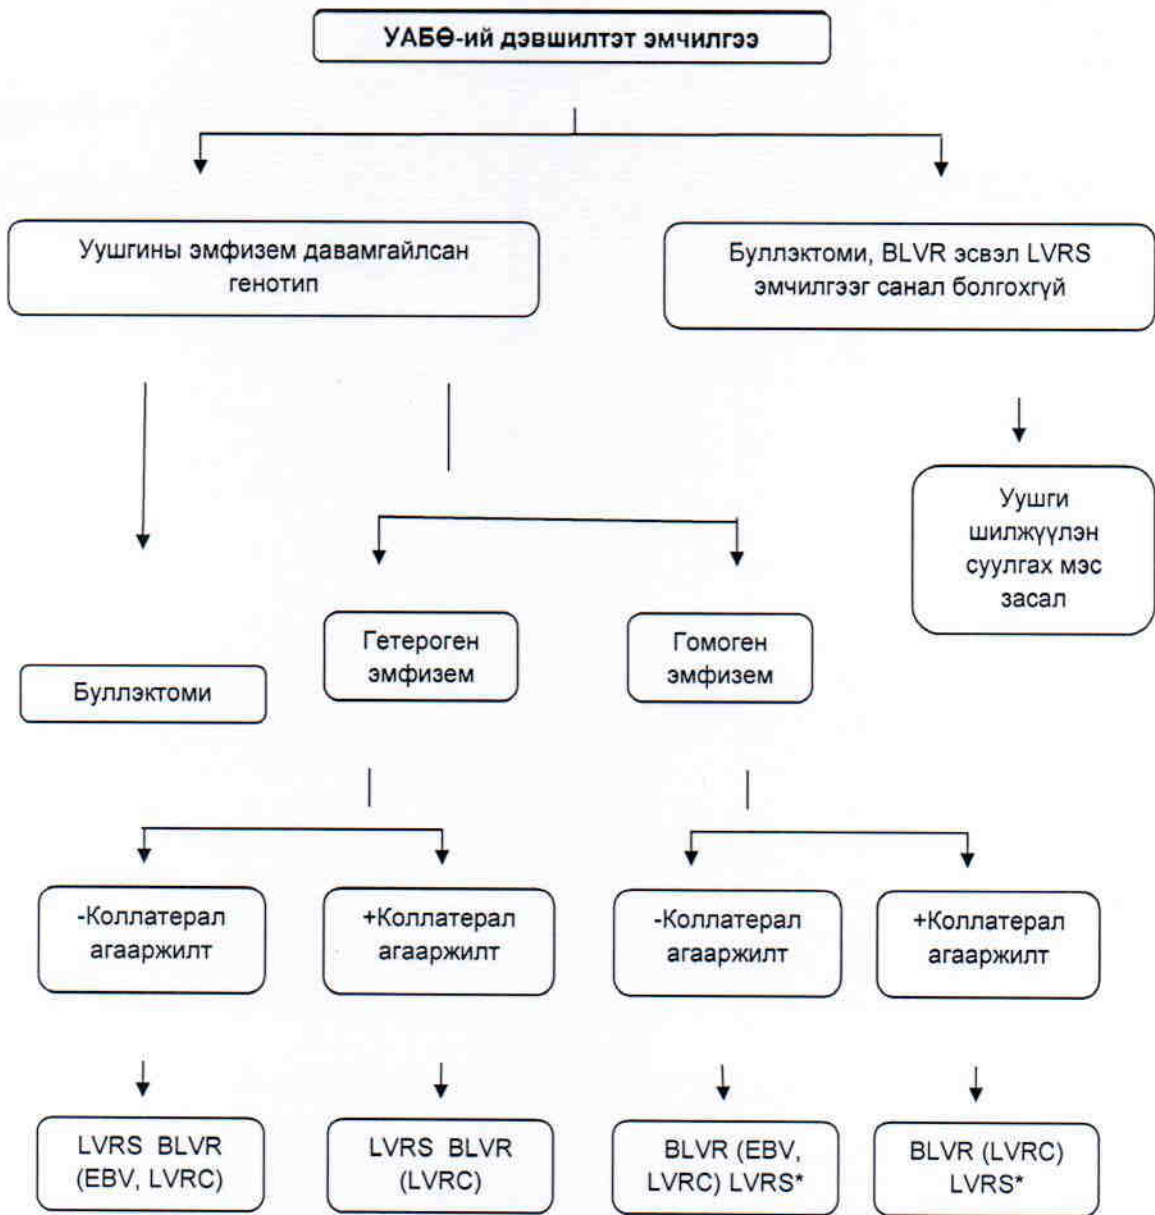 УАБӨ-ий дэвшилтэт эмчилгээ
Уушгины эмфизем давамгайлсан
генотип
Буллэктоми, BLVR эсвэл LVRS
эмчилгээг санал болгохгүй
Уушги
шилжүүлэн
суулгах мэс
засал
Гетероген
эмфизем
Гомоген
эмфизем
Буллэктоми
-Коллатерал
агааржилт
+Коллатерал
агааржилт
-Коллатерал
агааржилт
+Коллатерал
агааржилт
LVRS BLVR
(EBV, LVRC)
LVRS BLVR
(LVRC)
BLVR (EBV,
LVRC) LVRS*
BLVR (LVRC)
LVRS*